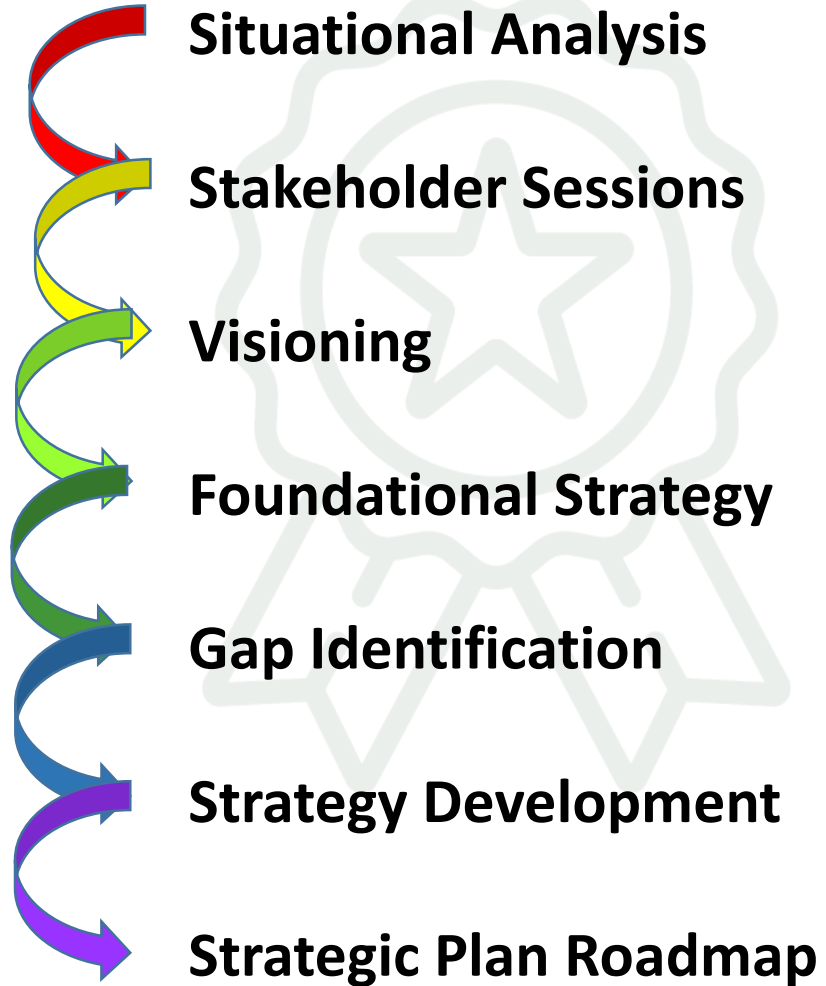 Situational Analysis
Stakeholder Sessions
Visioning
Foundational Strategy
Gap Identification
Strategy Development
Strategic Plan Roadmap